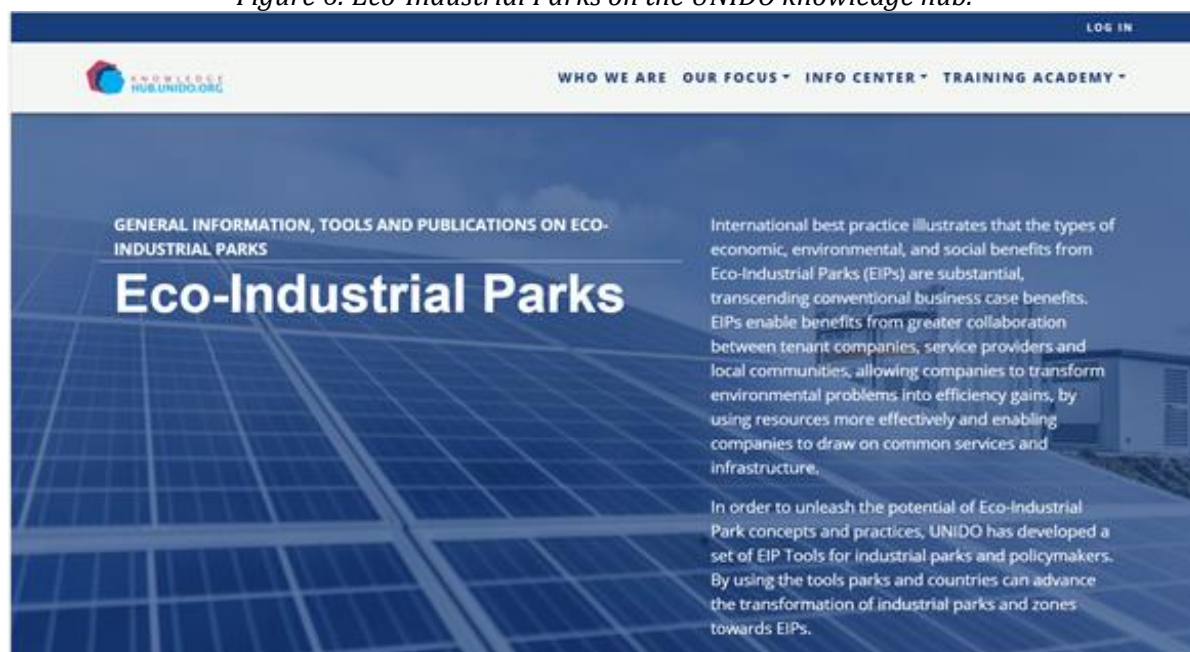 Figure 6. Eco-Industrial Parks on the UNIDO knowledge hub.
LOG IN
KNOWLEDGE
HUB.UNIDO.ORG
WHO WE ARE OUR FOCUS INFO CENTER TRAINING ACADEMY
GENERAL INFORMATION, TOOLS AND PUBLICATIONS ON ECO-
INDUSTRIAL PARKS
Eco-Industrial Parks
International best practice illustrates that the types of
economic, environmental, and social benefits from
Eco-Industrial Parks (EIPs) are substantial,
transcending conventional business case benefits.
EIPs enable benefits from greater collaboration
between tenant companies, service providers and
local communities, allowing companies to transform
environmental problems into efficiency gains, by
using resources more effectively and enabling
companies to draw on common services and
infrastructure.
In order to unleash the potential of Eco-Industrial
Park concepts and practices, UNIDO has developed a
set of EIP Tools for industrial parks and policymakers.
By using the tools parks and countries can advance
the transformation of industrial parks and zones
towards EIPs.